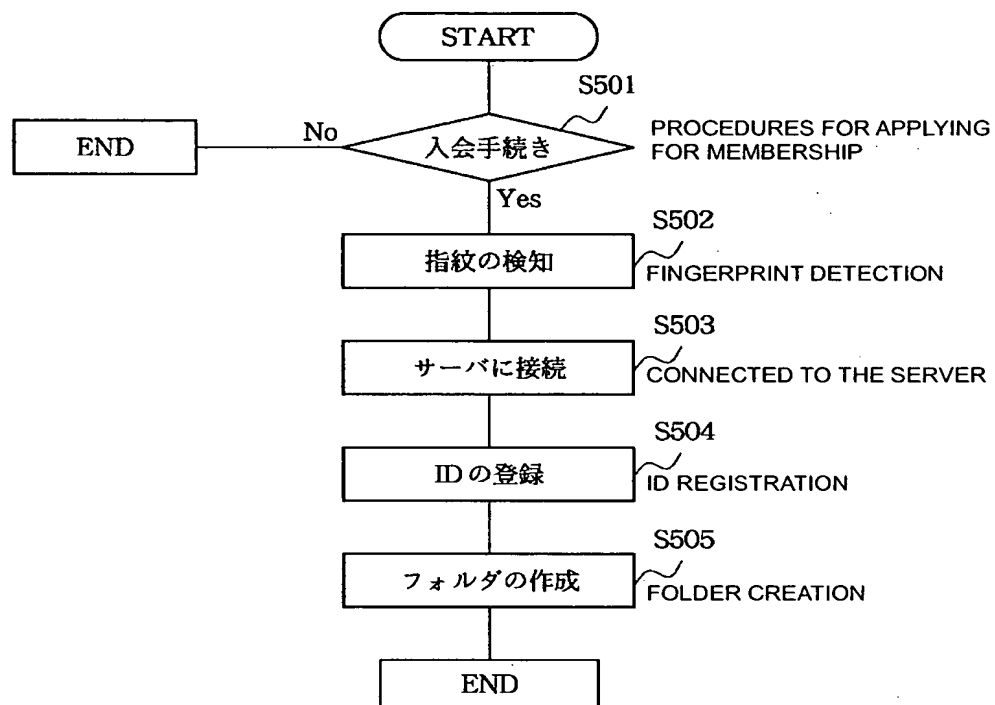 START
S501
END
No
入会手続き
PROCEDURES FOR APPLYING
FOR MEMBERSHIP
Yes
S502
指紋の検知
FINGERPRINT DETECTION
S503
サーバに接続
CONNECTED TO THE SERVER
S504
IDの登録
ID REGISTRATION
S505
フォルダの作成
FOLDER CREATION
END